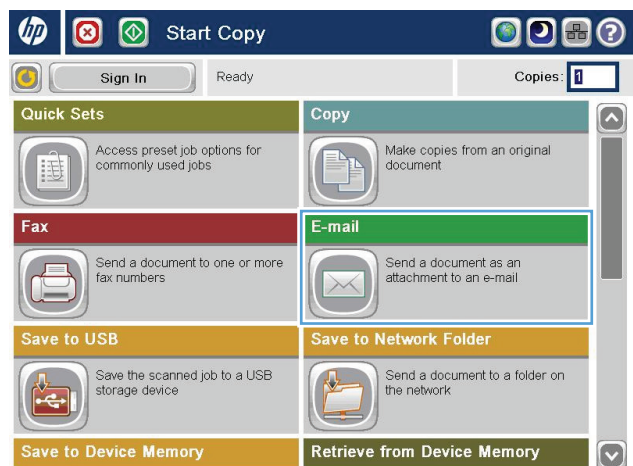 hp Start Copy ?
Sign In Ready Copies: 1
Quick Sets
Access preset job options for
commonly used jobs
Copy
Make copies from an original
document
Fax
Send a document to one or more
fax numbers
E-mail
Send a document as an
attachment to an e-mail
Save to USB
Save the scanned job to a USB
storage device
Save to Network Folder
Send a document to a folder on
the network
Save to Device Memory
Retrieve from Device Memory